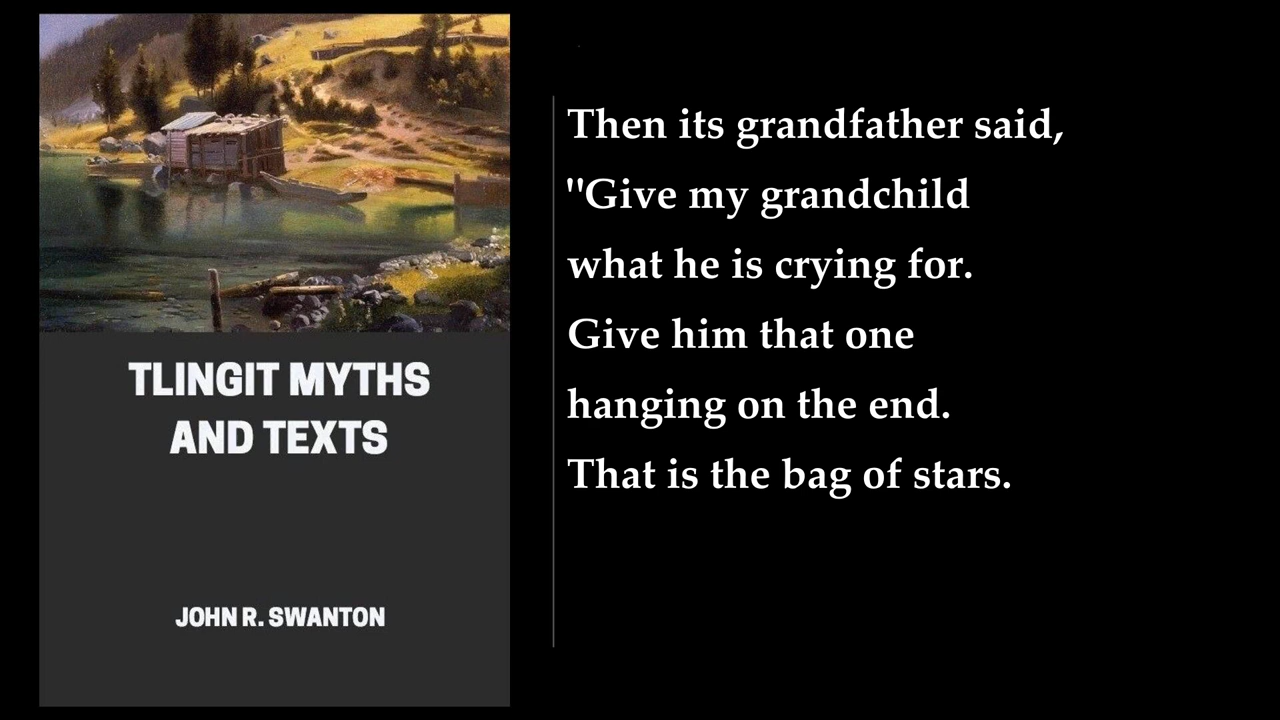 TLINGIT MYTHS
AND TEXTS
JOHN R. SWANTON
Then its grandfather said,
"Give my grandchild
what he is crying for.
Give him that one
hanging on the end.
That is the bag of stars.